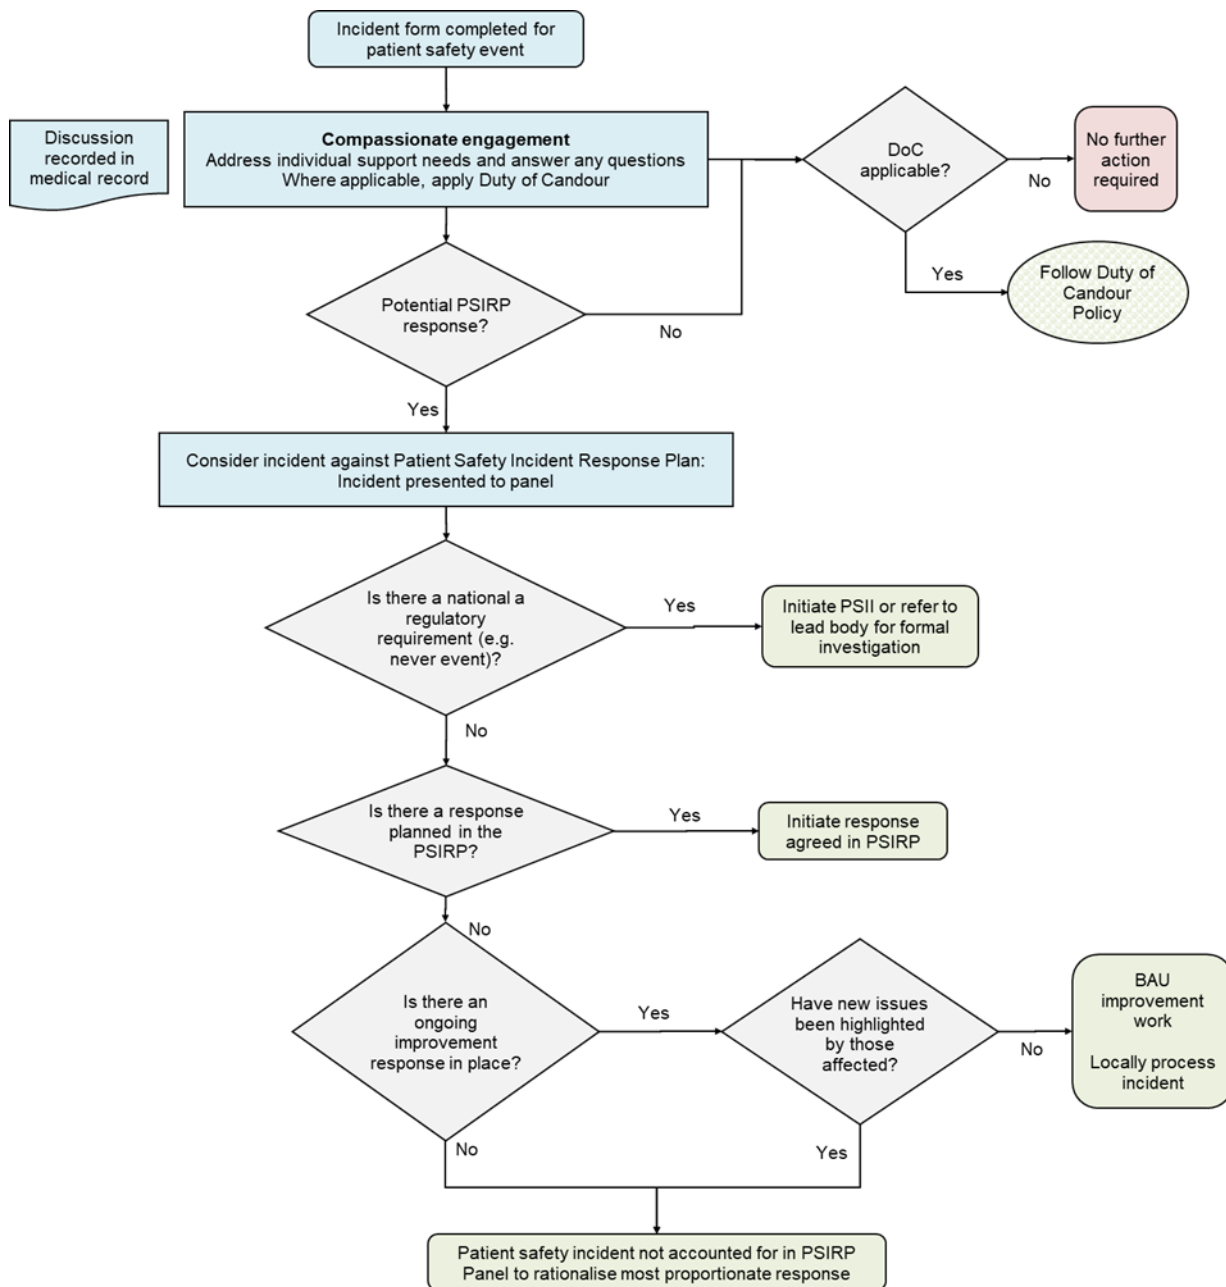 Incident form completed for
patient safety event
Discussion
recorded in
medical record
Compassionate engagement
Address individual support needs and answer any questions
Where applicable, apply Duty of Candour
DoC
applicable?
No
No further
action
required
Yes
Follow Duty of
Candour
Policy
Potential PSIRP
response?
No
Yes
Consider incident against Patient Safety Incident Response Plan:
Incident presented to panel
Is there a national a
regulatory
requirement (e.g.
never event)?
Yes
Initiate PSII or refer to
lead body for formal
investigation
No
Is there a response
planned in the
PSIRP?
Yes
Initiate response
agreed in PSIRP
No
Is there an
ongoing
improvement
response in place?
Yes
Have new issues
been highlighted
by those
affected?
No
BAU
improvement
work
Locally process
incident
No
Yes
Patient safety incident not accounted for in PSIRP
Panel to rationalise most proportionate response